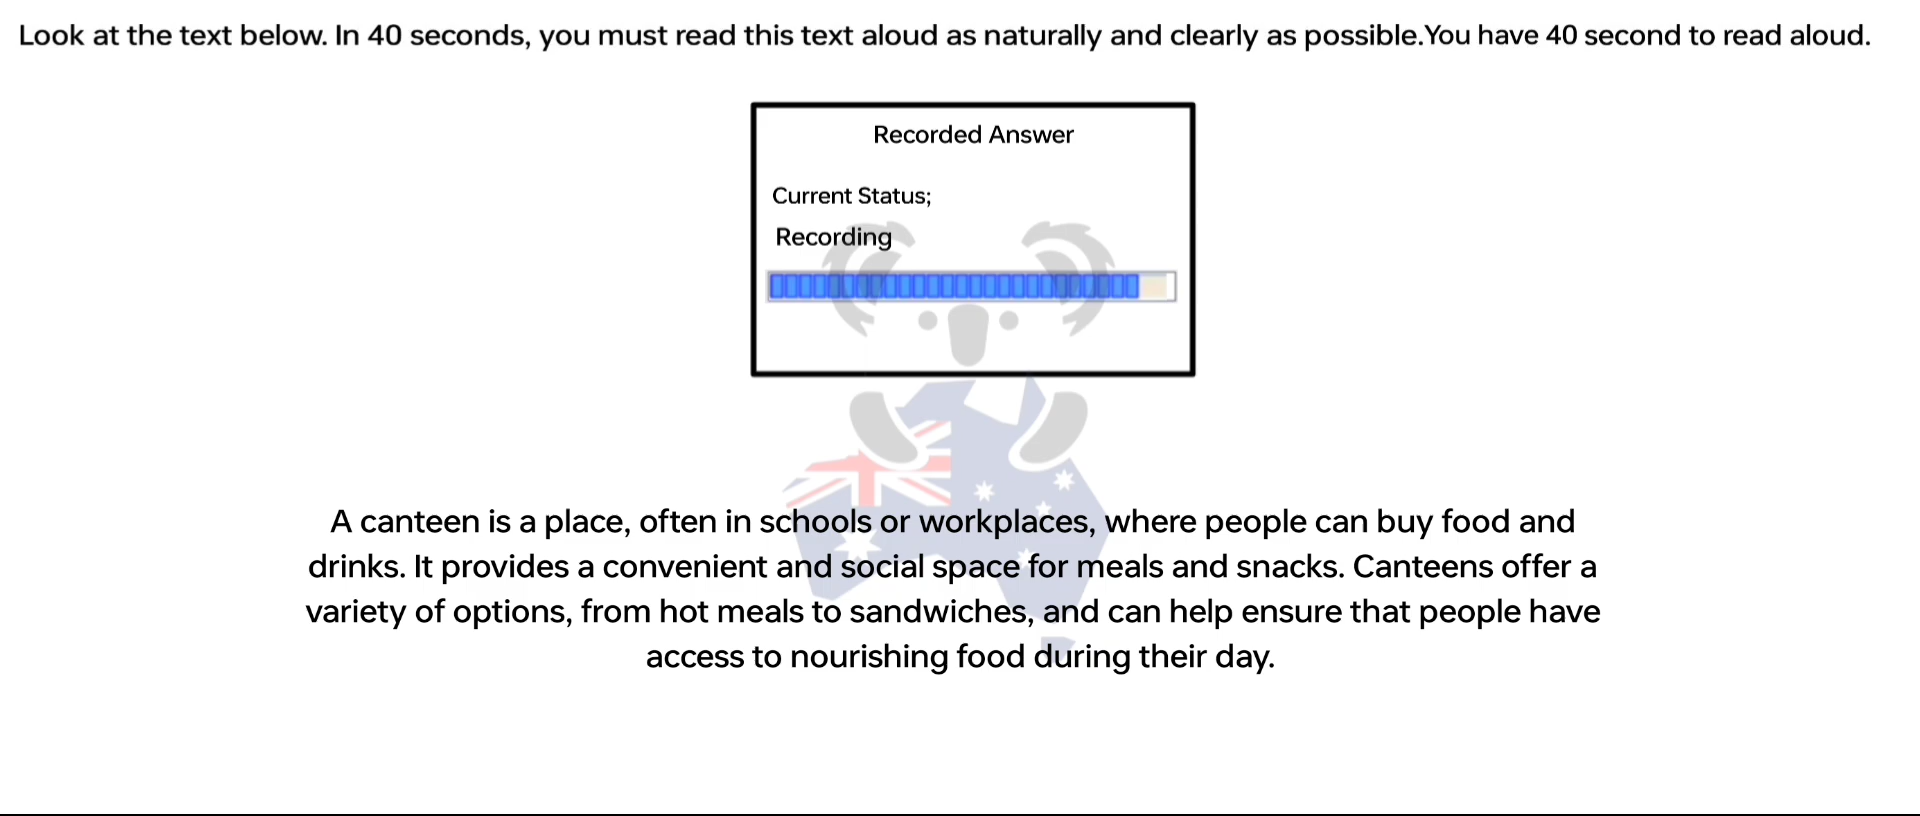 Look at the text below. In 40 seconds, you must read this text aloud as naturally and clearly as possible.You have 40 second to read aloud.
Recorded Answer
Current Status;
Recording
A canteen is a place, often in schools or workplaces, where people can buy food and
drinks. It provides a convenient and social space for meals and snacks. Canteens offer a
variety of options, from hot meals to sandwiches, and can help ensure that people have
access to nourishing food during their day.